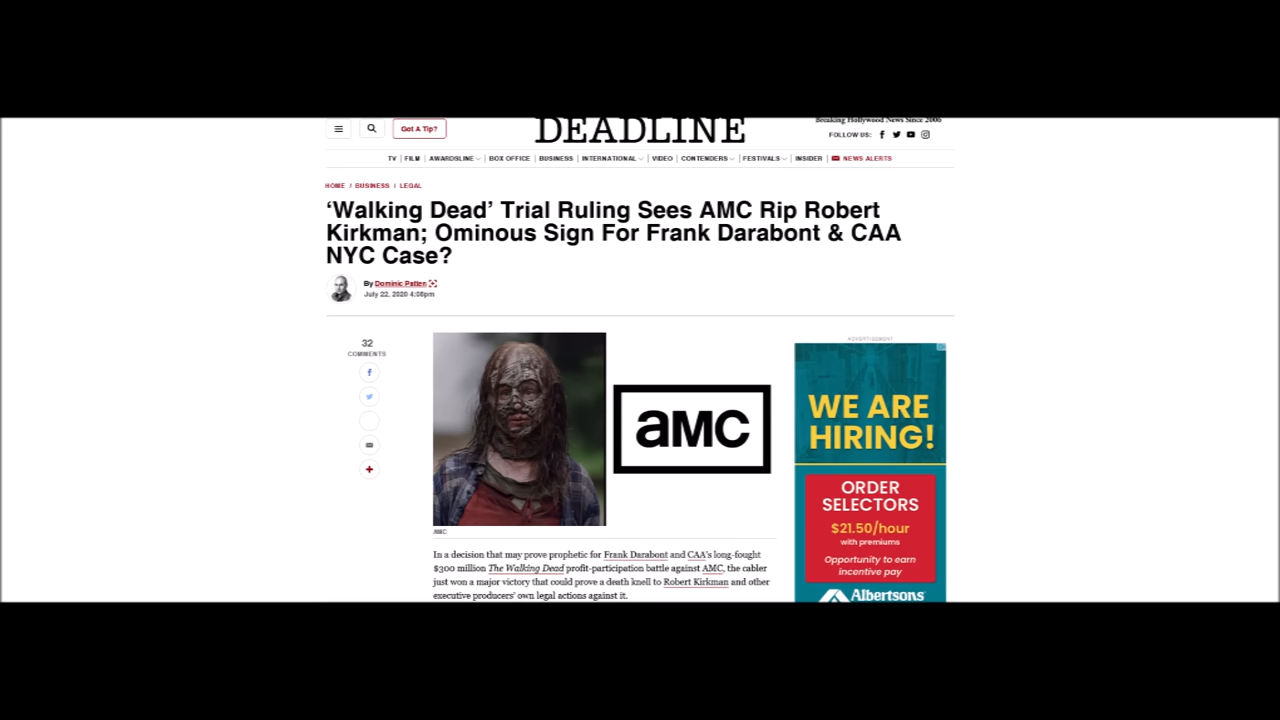 Breaking Hollywood News Since 2006
Got A Tip?
DEADLINE
FOLLOW US:
TV | FILM | AWARDSLINE | BOX OFFICE | BUSINESS | INTERNATIONAL | VIDEO | CONTENDERS | FESTIVALS | INSIDER | NEWS ALERTS
HOME / BUSINESS / LEGAL
‘Walking Dead’ Trial Ruling Sees AMC Rip Robert
Kirkman; Ominous Sign For Frank Darabont & CAA
NYC Case?
By Dominic Patten
July 22, 2020 4:08pm
32
COMMENTS
aMC
AMC
In a decision that may prove prophetic for Frank Darabont and CAA’s long-fought
$300 million The Walking Dead profit-participation battle against AMC, the cabler
just won a major victory that could prove a death knell to Robert Kirkman and other
executive producers’ own legal actions against it.
ADVERTISEMENT
WE ARE
HIRING!
ORDER
SELECTORS
$21.50/hour
with premiums
Opportunity to earn
incentive pay
Albertsons